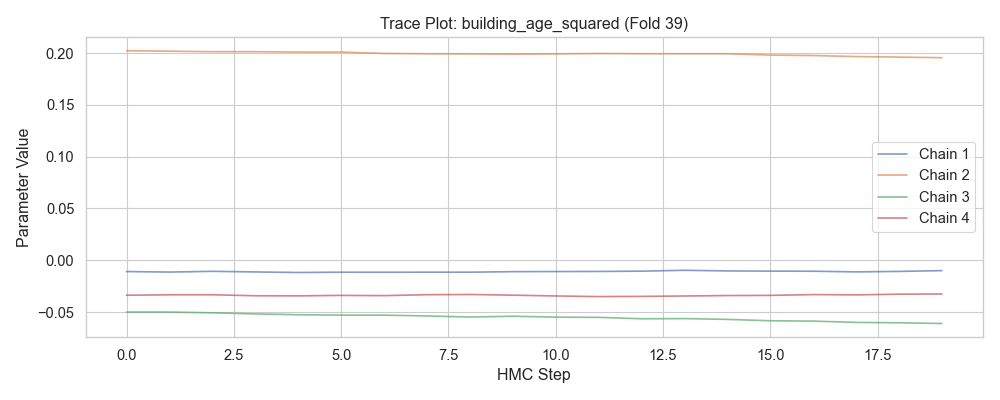 Trace Plot: building_age_squared (Fold 39)
Parameter Value
0.20
0.15
0.10
0.05
0.00
−0.05
0.0 2.5 5.0 7.5 10.0 12.5 15.0 17.5
HMC Step
Chain 1
Chain 2
Chain 3
Chain 4